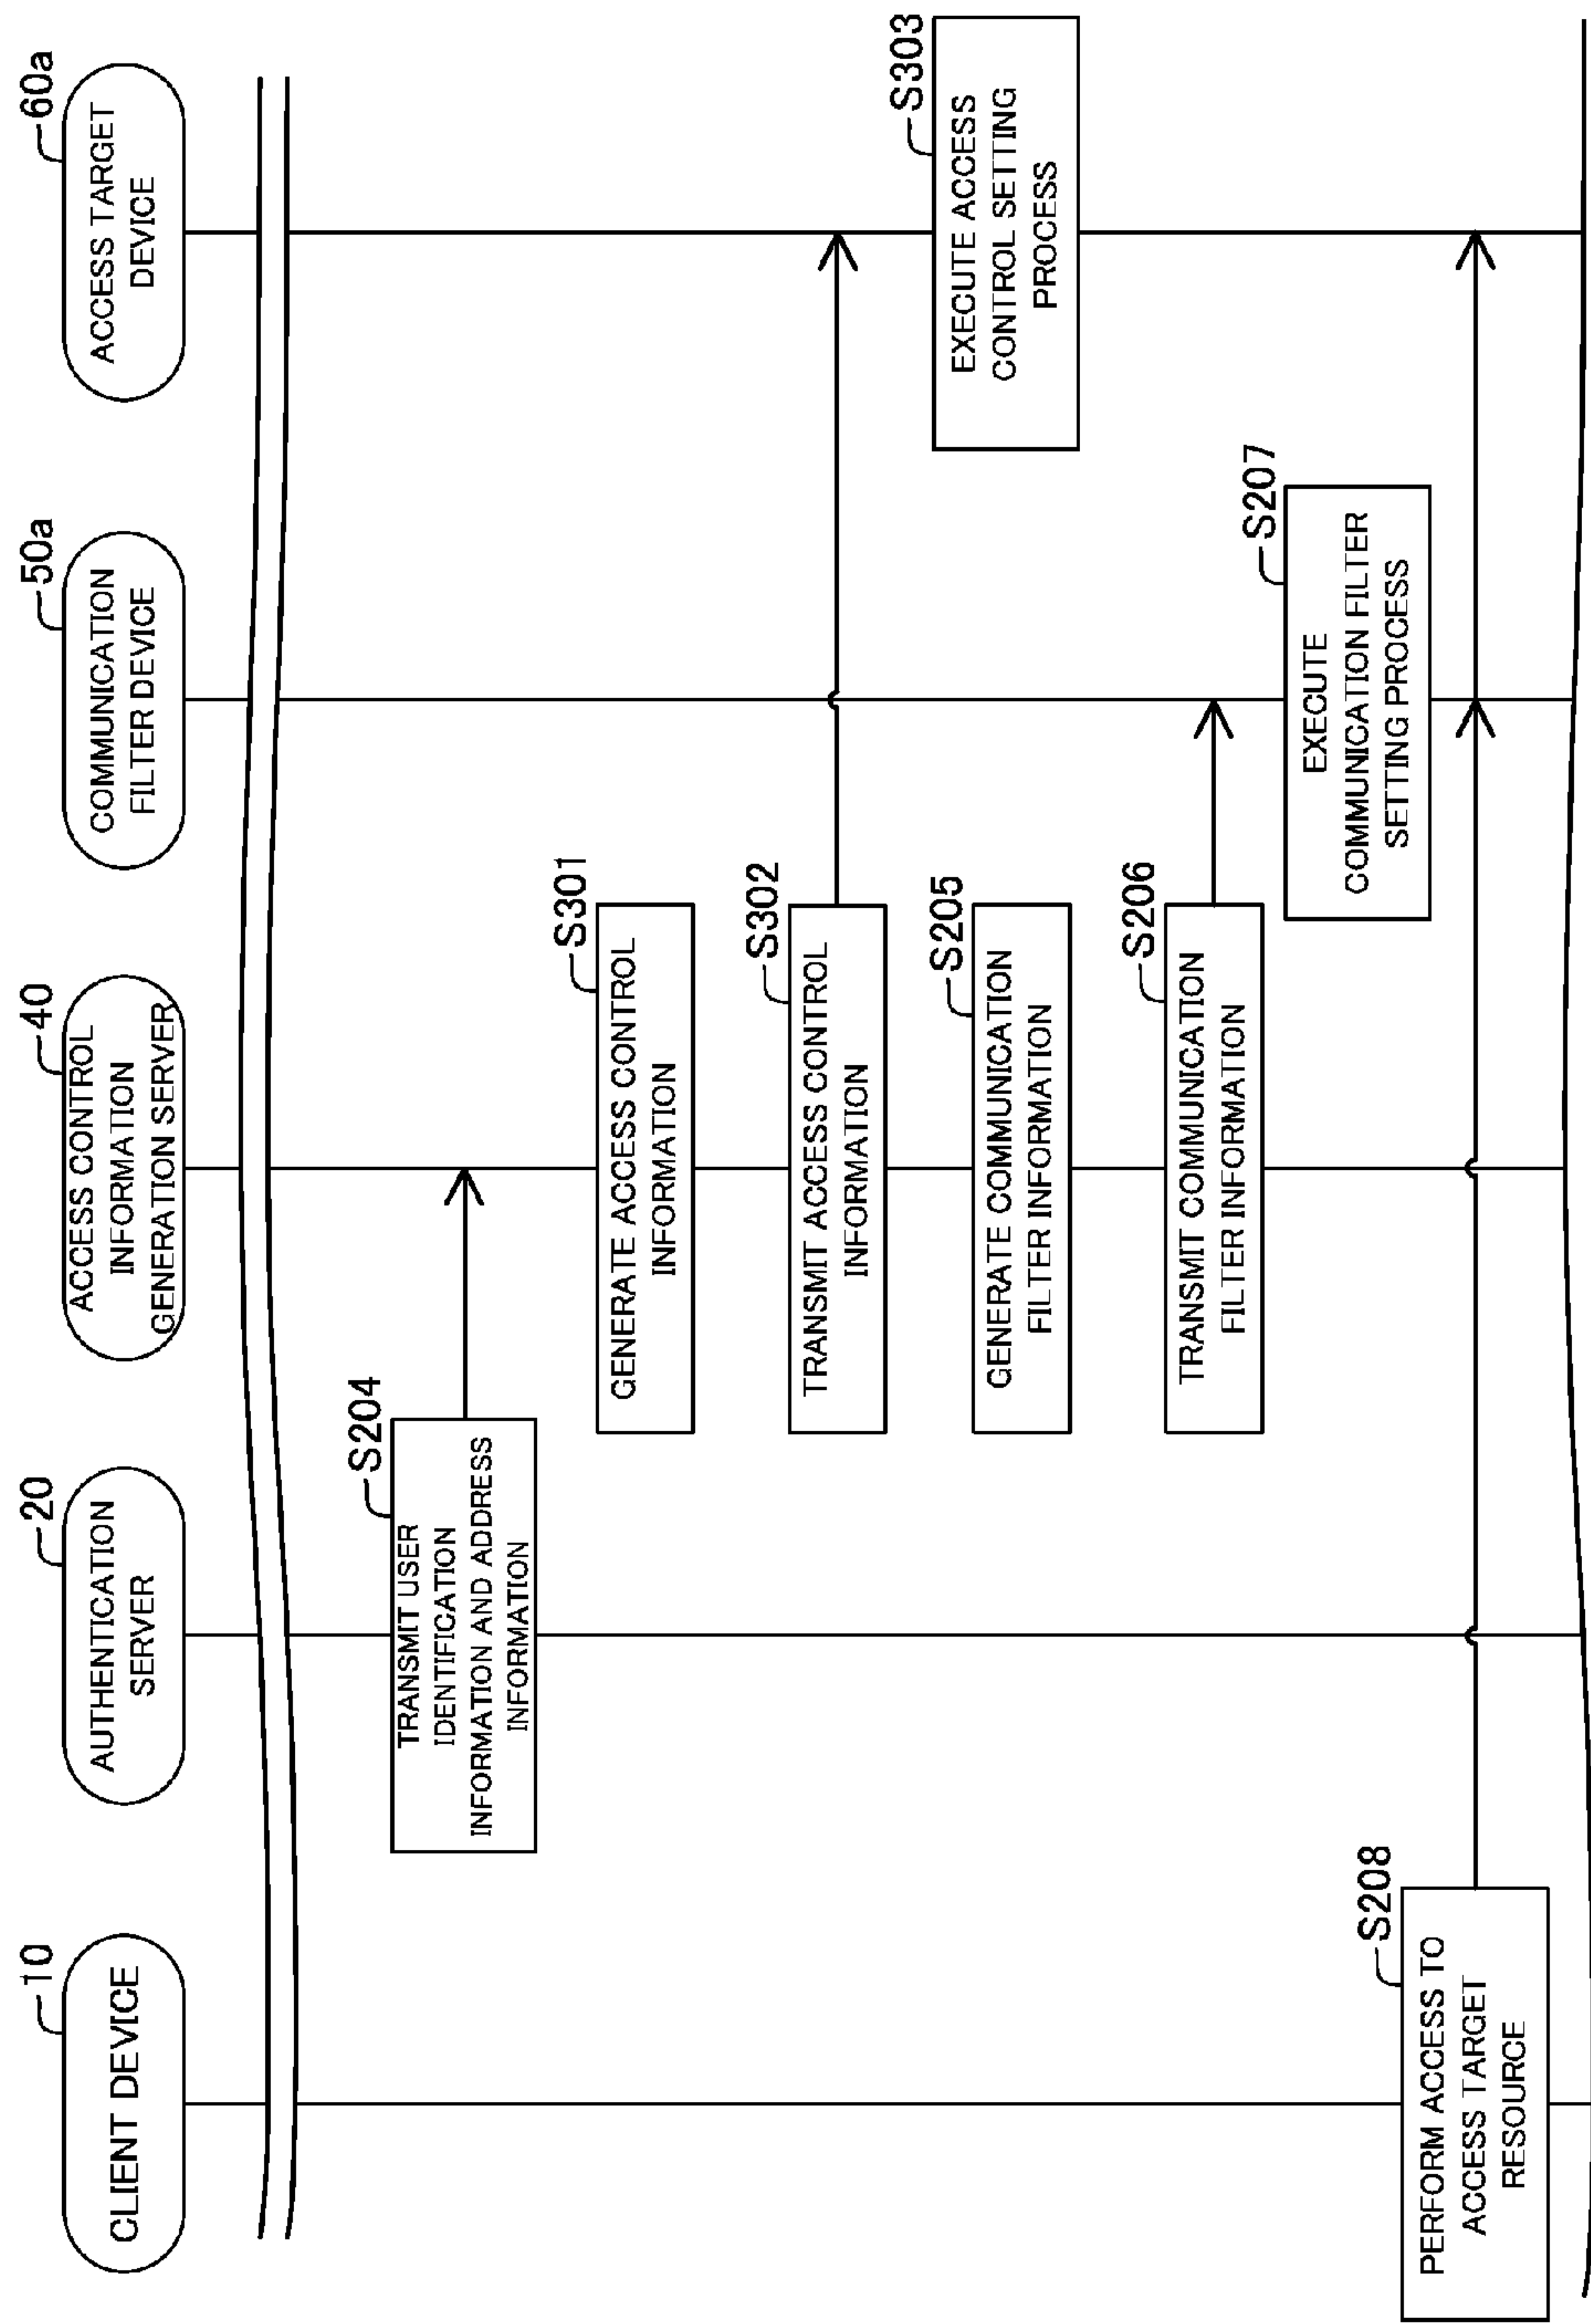 10
CLIENT DEVICE
20
AUTHENTICATION
SERVER
40
ACCESS CONTROL
INFORMATION
GENERATION SERVER
50a
COMMUNICATION
FILTER DEVICE
60a
ACCESS TARGET
DEVICE
S204
TRANSMIT USER
IDENTIFICATION
INFORMATION AND ADDRESS
INFORMATION
S301
GENERATE ACCESS CONTROL
INFORMATION
S302
TRANSMIT ACCESS CONTROL
INFORMATION
S303
EXECUTE ACCESS
CONTROL SETTING
PROCESS
S205
GENERATE COMMUNICATION
FILTER INFORMATION
S206
TRANSMIT COMMUNICATION
FILTER INFORMATION
S207
EXECUTE
COMMUNICATION FILTER
SETTING PROCESS
S208
PERFORM ACCESS TO
ACCESS TARGET
RESOURCE